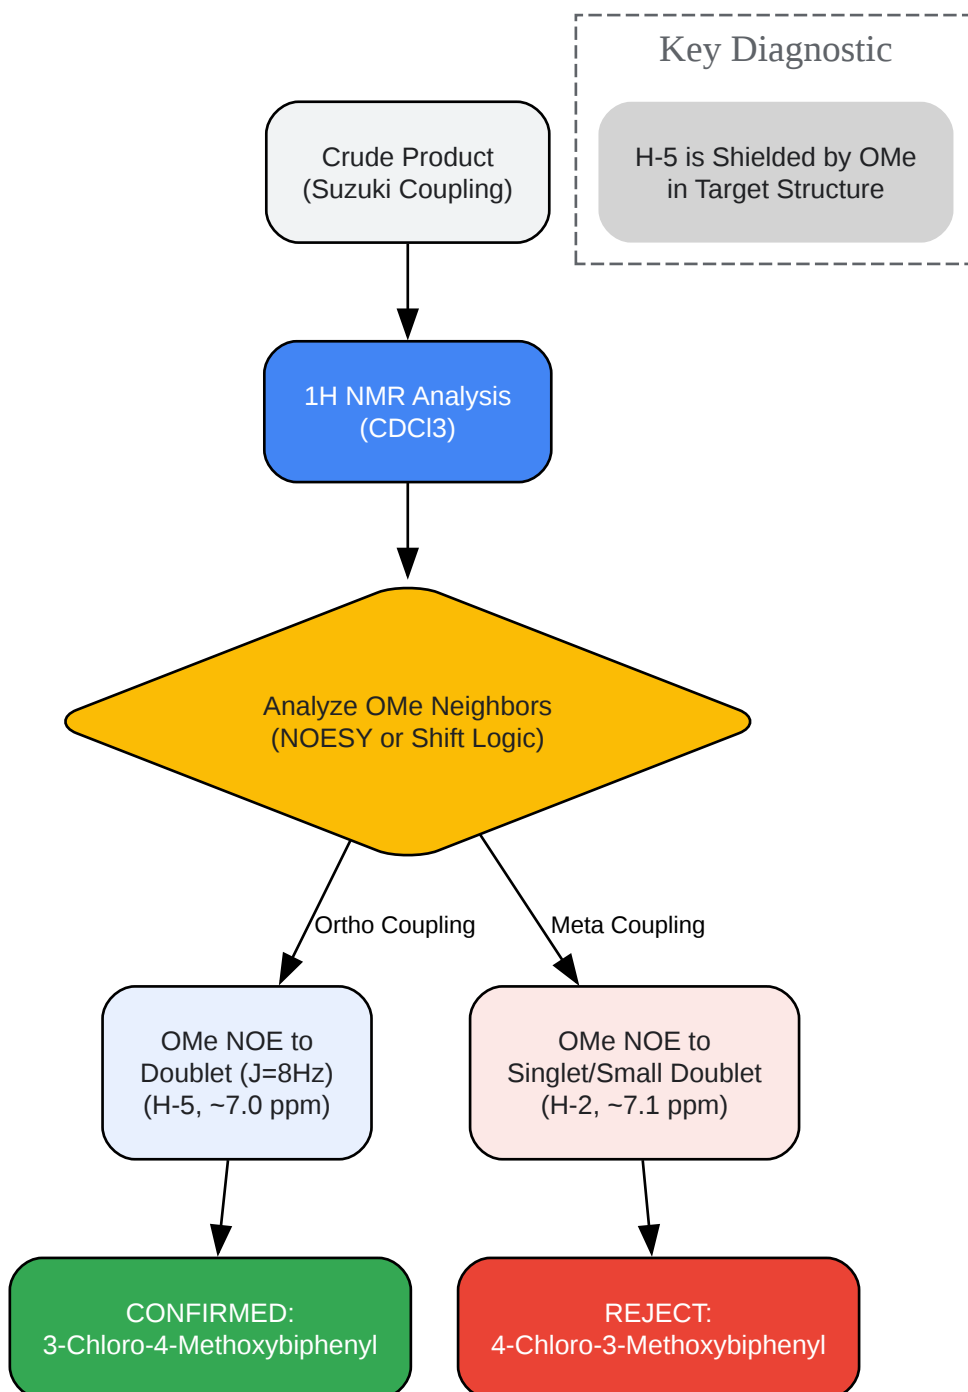 Key Diagnostic
H-5 is Shielded by OMe
in Target Structure
Crude Product
(Suzuki Coupling)
1H NMR Analysis
(CDCl3)
Analyze OMe Neighbors
(NOESY or Shift Logic)
Ortho Coupling
Meta Coupling
OMe NOE to
Doublet (J=8Hz)
(H-5, ~7.0 ppm)
OMe NOE to
Singlet/Small Doublet
(H-2, ~7.1 ppm)
CONFIRMED:
3-Chloro-4-Methoxybiphenyl
REJECT:
4-Chloro-3-Methoxybiphenyl